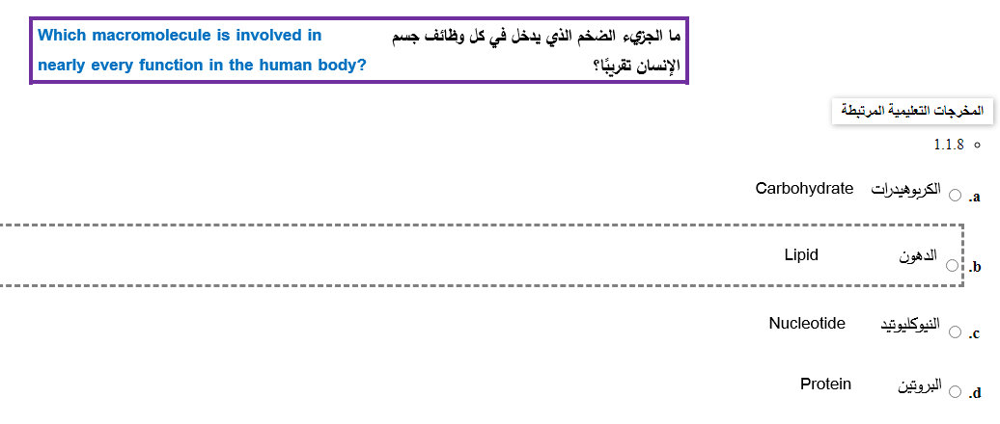 Which macromolecule is involved in
nearly every function in the human body?
ما الجزيء الضخم الذي يدخل في كل وظائف جسم
الإنسان تقريبًا؟
المخرجات التعليمية المرتبطة
1.1.8
a. الكربوهيدرات Carbohydrate
b. الدهون Lipid
c. النيوكليوتيد Nucleotide
d. البروتين Protein